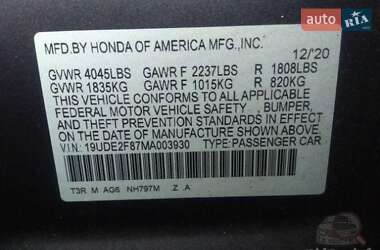 auto RIA.com
MFD.BY HONDA OF AMERICA MFG.,INC.
12/'20
GVWR 4045LBS GAWR F 2237LBS R 1808LBS
GVWR 1835KG GAWR F 1015KG R 820KG
THIS VEHICLE CONFORMS TO ALL APPLICABLE
FEDERAL MOTOR VEHICLE SAFETY , BUMPER,
AND THEFT PREVENTION STANDARDS IN
EFFECT ON THE DATE OF MANUFACTURE
SHOWN ABOVE.
V.I.N: 19UDE2F87MA003930 TYPE:PASSENGER CAR
T3R M AG8 NH797M Z A